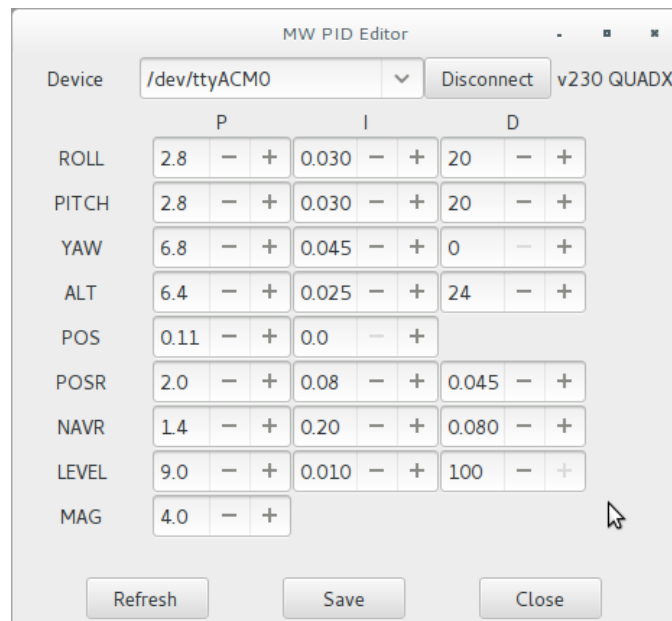 MW PID Editor
Device /dev/ttyACM0 Disconnect v230 QUADX
P I D
ROLL 2.8 − + 0.030 − + 20 − +
PITCH 2.8 − + 0.030 − + 20 − +
YAW 6.8 − + 0.045 − + 0 − +
ALT 6.4 − + 0.025 − + 24 − +
POS 0.11 − + 0.0 − +
POSR 2.0 − + 0.08 − + 0.045 − +
NAVR 1.4 − + 0.20 − + 0.080 − +
LEVEL 9.0 − + 0.010 − + 100 − +
MAG 4.0 − +
Refresh Save Close